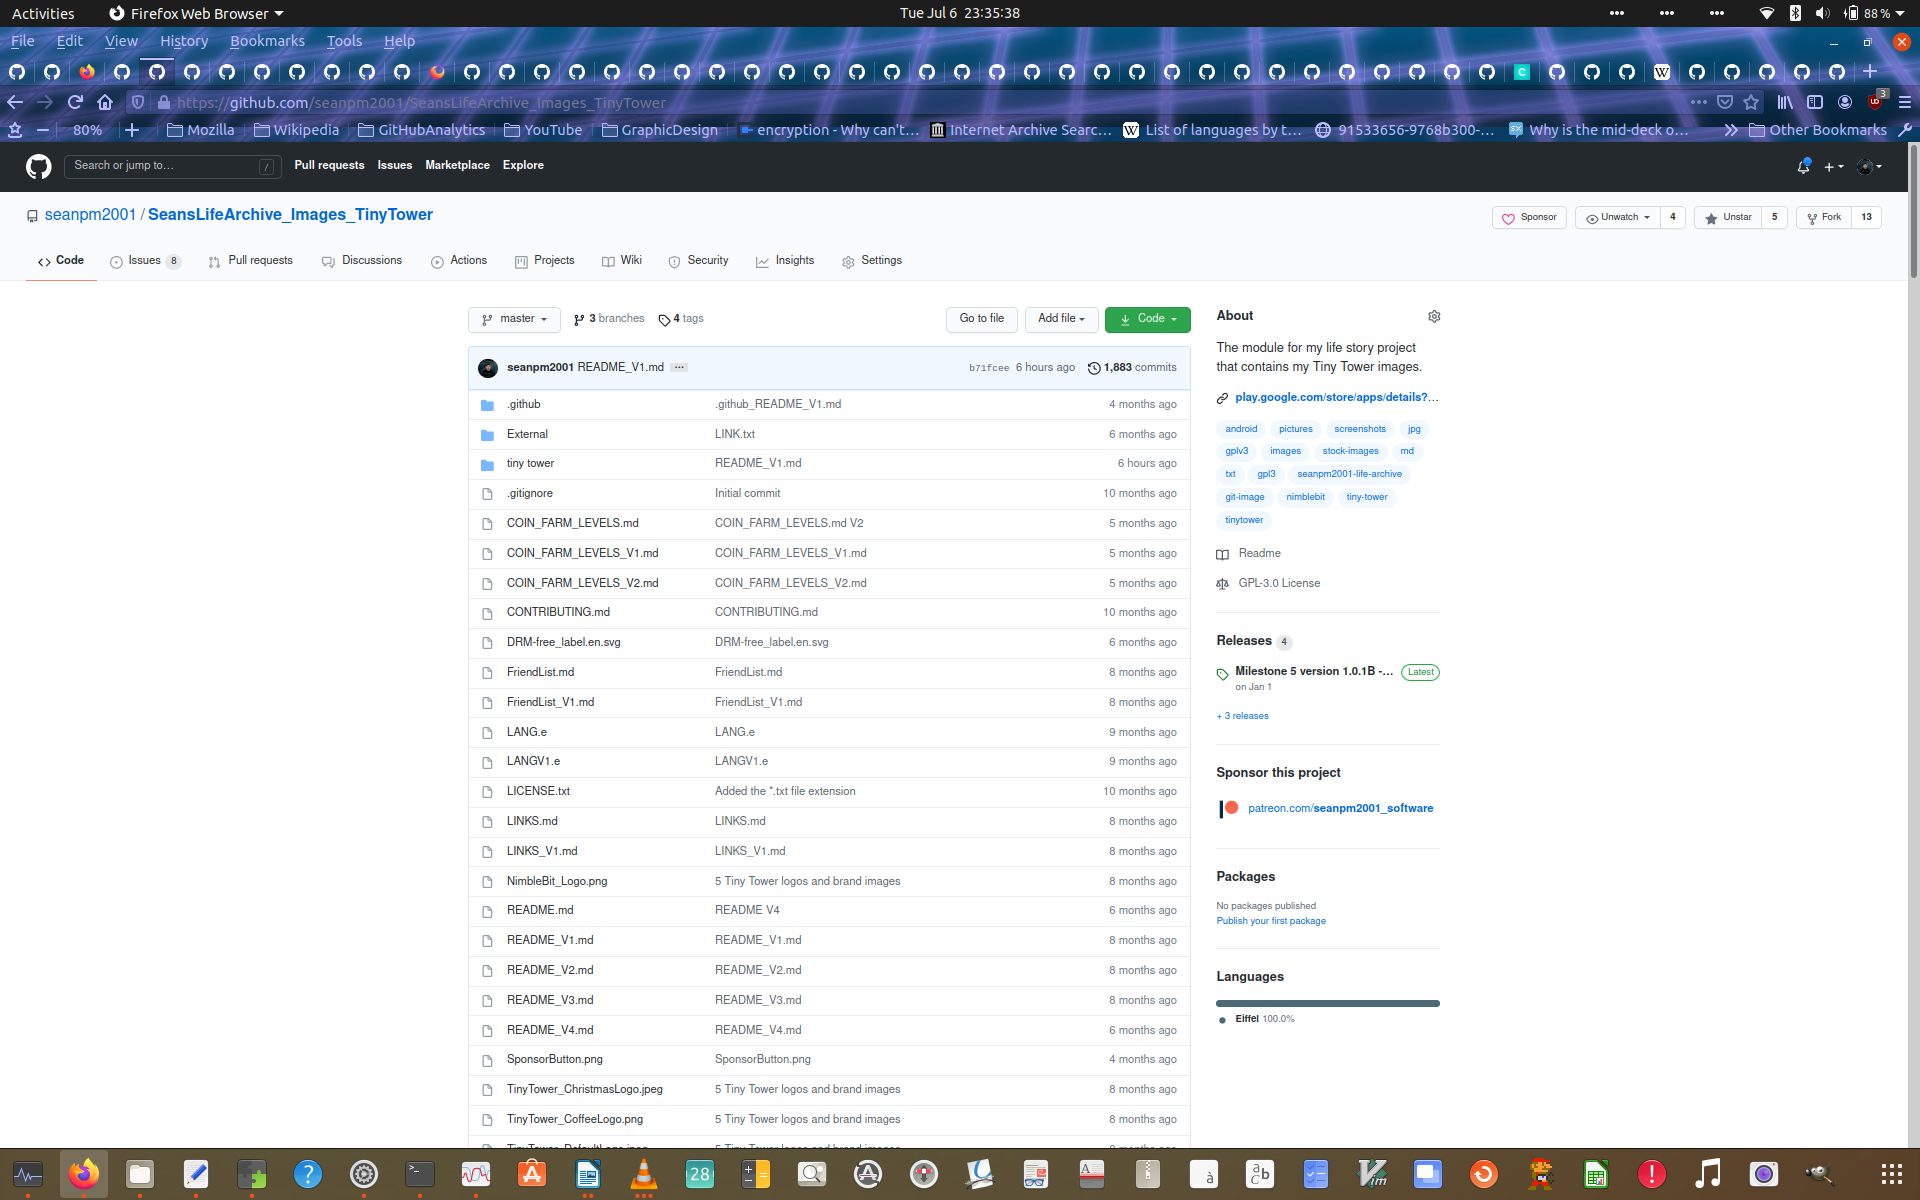 Activities Firefox Web Browser Tue Jul 6 23:35:38 88 %
File Edit View History Bookmarks Tools Help
https://github.com/seanpm2001/SeansLifeArchive_Images_TinyTower 3
80% Mozilla Wikipedia GitHubAnalytics YouTube GraphicDesign encryption - Why can't… Internet Archive Searc… List of languages by t… 91533656-9768b300-… Why is the mid-deck o… Other Bookmarks
Search or jump to… / Pull requests Issues Marketplace Explore
seanpm2001 / SeansLifeArchive_Images_TinyTower Sponsor Unwatch 4 Unstar 5 Fork 13
Code Issues 8 Pull requests Discussions Actions Projects Wiki Security Insights Settings
master 3 branches 4 tags Go to file Add file Code
seanpm2001 README_V1.md ... b71fcee 6 hours ago 1,883 commits
.github .github_README_V1.md 4 months ago
External LINK.txt 6 months ago
tiny tower README_V1.md 6 hours ago
.gitignore Initial commit 10 months ago
COIN_FARM_LEVELS.md COIN_FARM_LEVELS.md V2 5 months ago
COIN_FARM_LEVELS_V1.md COIN_FARM_LEVELS_V1.md 5 months ago
COIN_FARM_LEVELS_V2.md COIN_FARM_LEVELS_V2.md 5 months ago
CONTRIBUTING.md CONTRIBUTING.md 10 months ago
DRM-free_label.en.svg DRM-free_label.en.svg 6 months ago
FriendList.md FriendList.md 8 months ago
FriendList_V1.md FriendList_V1.md 8 months ago
LANG.e LANG.e 9 months ago
LANGV1.e LANGV1.e 9 months ago
LICENSE.txt Added the *.txt file extension 10 months ago
LINKS.md LINKS.md 8 months ago
LINKS_V1.md LINKS_V1.md 8 months ago
NimbleBit_Logo.png 5 Tiny Tower logos and brand images 8 months ago
README.md README V4 6 months ago
README_V1.md README_V1.md 8 months ago
README_V2.md README_V2.md 8 months ago
README_V3.md README_V3.md 8 months ago
README_V4.md README_V4.md 6 months ago
SponsorButton.png SponsorButton.png 4 months ago
TinyTower_ChristmasLogo.jpeg 5 Tiny Tower logos and brand images 8 months ago
TinyTower_CoffeeLogo.png 5 Tiny Tower logos and brand images 8 months ago
About
The module for my life story project
that contains my Tiny Tower images.
play.google.com/store/apps/details?...
android pictures screenshots jpg
gplv3 images stock-images md
txt gpl3 seanpm2001-life-archive
git-image nimblebit tiny-tower
tinytower
Readme
GPL-3.0 License
Releases 4
Milestone 5 version 1.0.1B -... Latest
on Jan 1
+ 3 releases
Sponsor this project
patreon.com/seanpm2001_software
Packages
No packages published
Publish your first package
Languages
Eiffel 100.0%
28